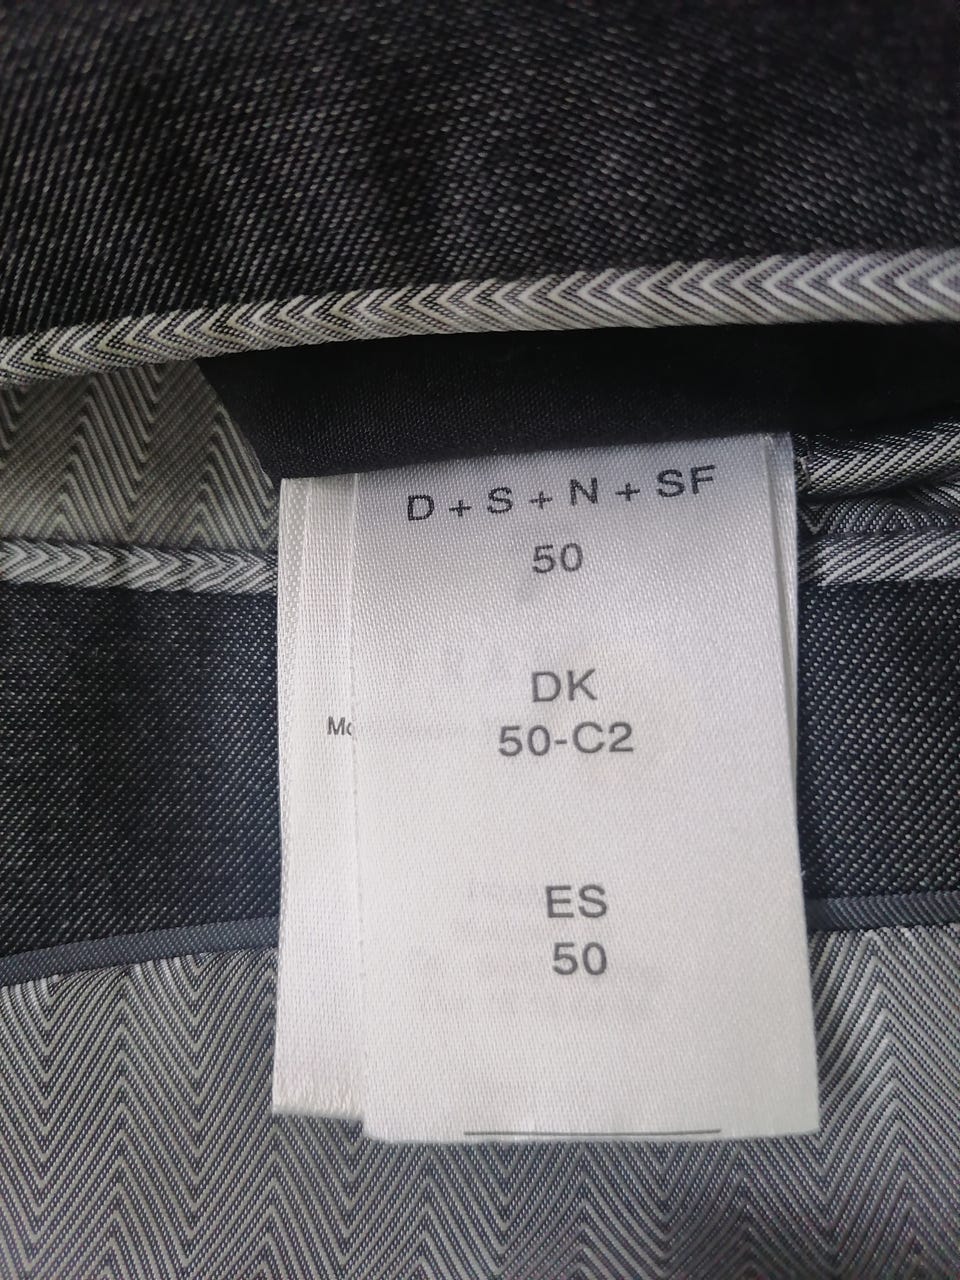 D + S + N + SF
50
DK
50-C2
ES
50